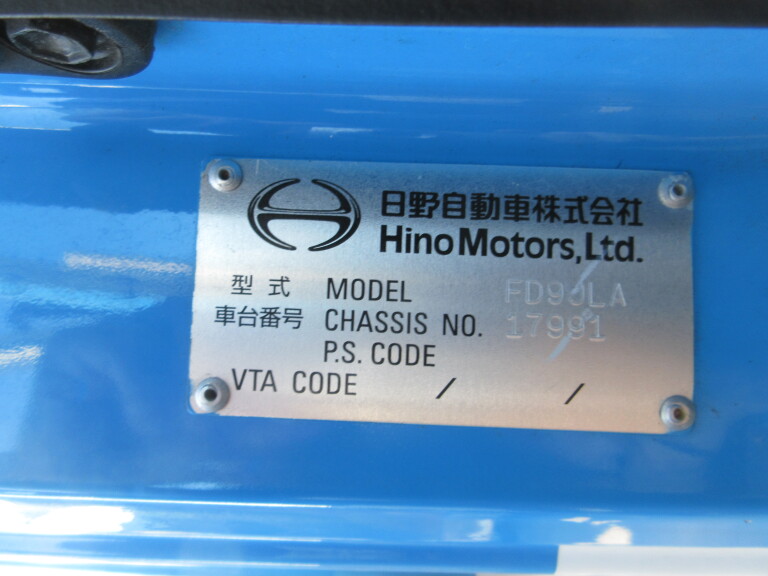 日野自動車株式会社
Hino Motors, Ltd.
型式 MODEL FD90LA
車台番号 CHASSIS NO. 17991
P.S. CODE
VTA CODE / /